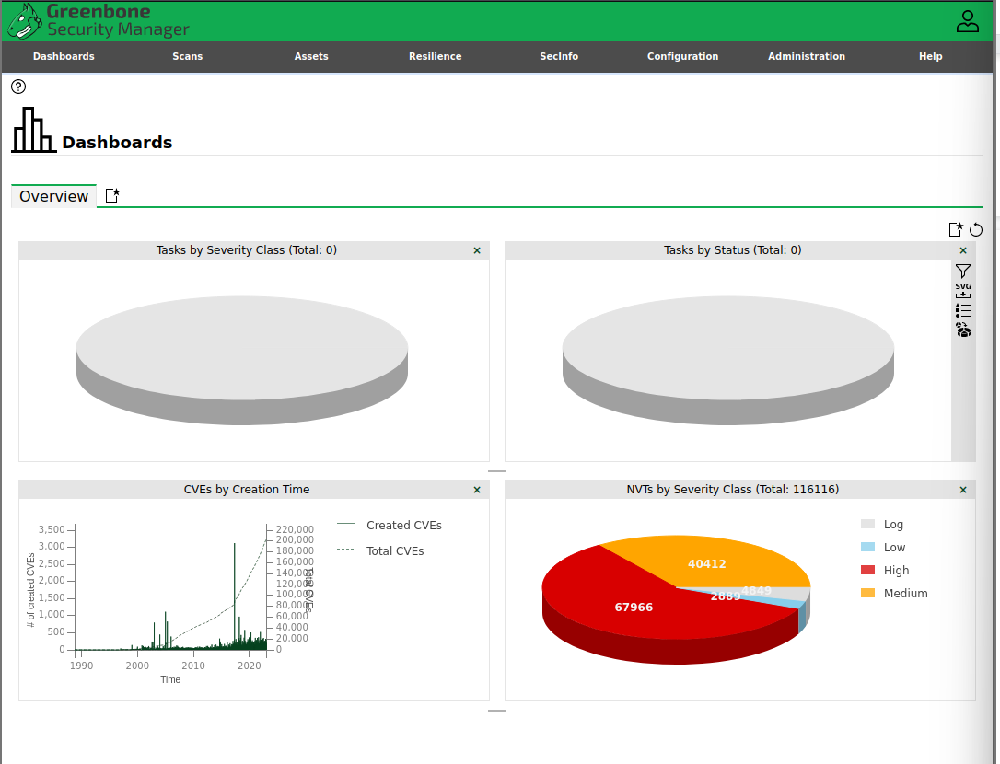 Greenbone
Security Manager
Dashboards Scans Assets Resilience SecInfo Configuration Administration Help
Dashboards
Overview
Tasks by Severity Class (Total: 0) ×
Tasks by Status (Total: 0) ×
SVG
CVEs by Creation Time ×
# of created CVEs
3,500
3,000
2,500
2,000
1,500
1,000
500
0
220,000
200,000
180,000
160,000
140,000
120,000
100,000
80,000
60,000
40,000
20,000
0
Total CVEs
1990 2000 2010 2020
Time
Created CVEs
Total CVEs
NVTs by Severity Class (Total: 116116) ×
40412
4849
2889
67966
Log
Low
High
Medium